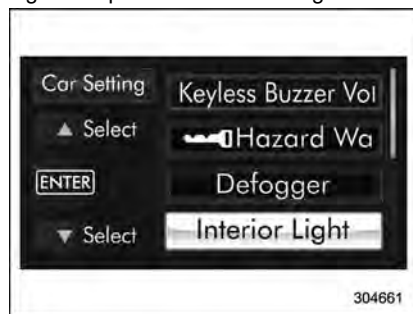 Car Setting
Keyless Buzzer Vol
▲ Select
Hazard Wa
ENTER
Defogger
▼ Select
Interior Light
304661